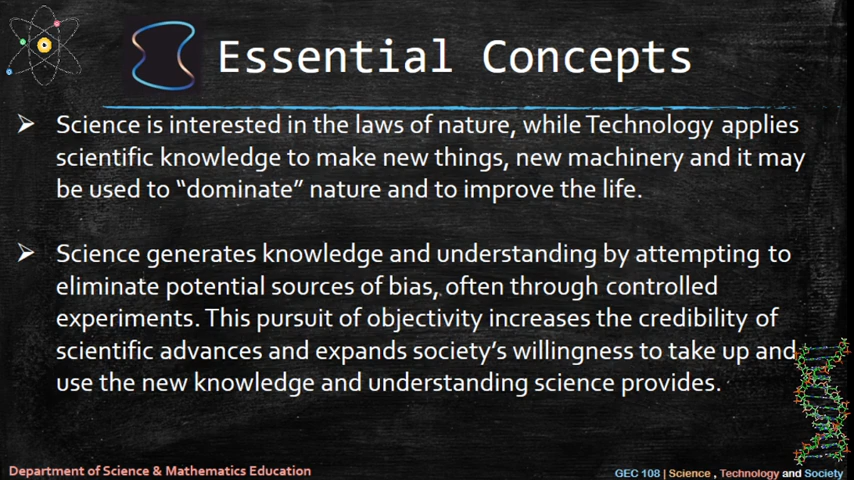 Essential Concepts
➢ Science is interested in the laws of nature, while Technology applies
scientific knowledge to make new things, new machinery and it may
be used to “dominate” nature and to improve the life.
➢ Science generates knowledge and understanding by attempting to
eliminate potential sources of bias, often through controlled
experiments. This pursuit of objectivity increases the credibility of
scientific advances and expands society’s willingness to take up and
use the new knowledge and understanding science provides.
Department of Science & Mathematics Education
GEC 108 | Science , Technology and Society